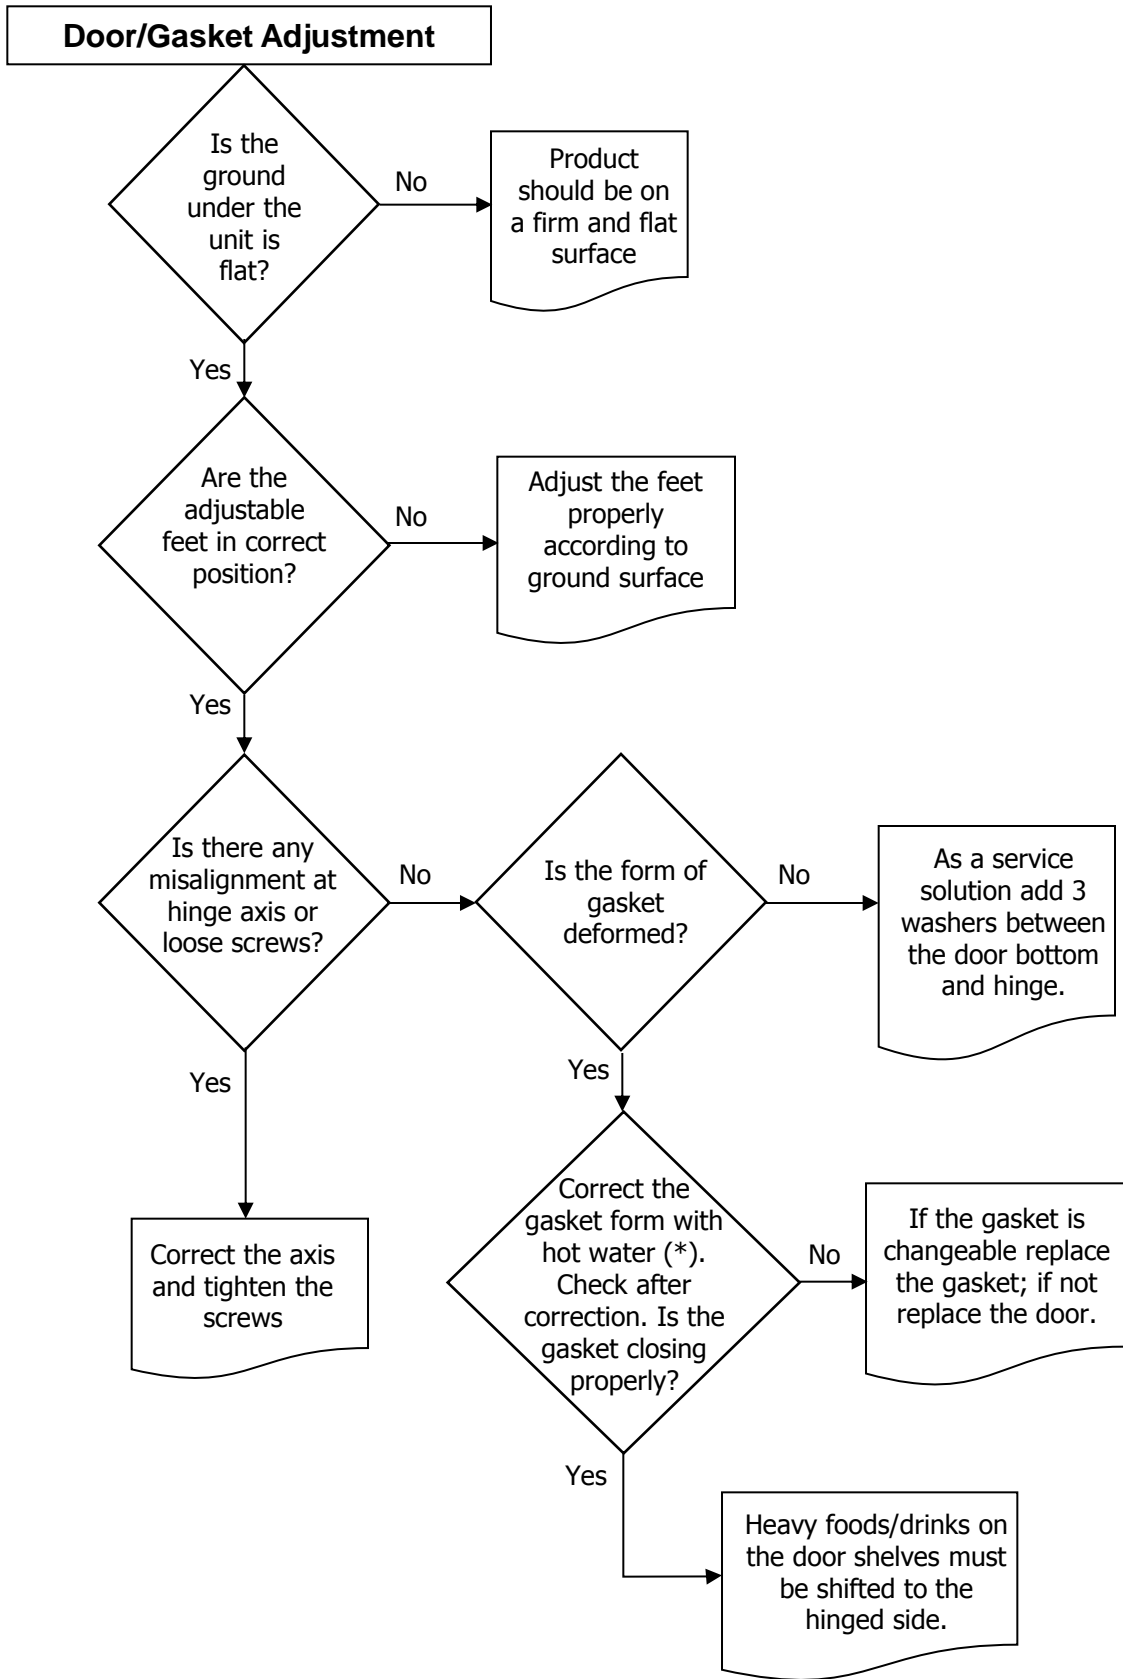 Door/Gasket Adjustment
Is the
ground
under the
unit is
flat?
No
Product
should be on
a firm and flat
surface
Yes
Are the
adjustable
feet in correct
position?
No
Adjust the feet
properly
according to
ground surface
Yes
Is there any
misalignment at
hinge axis or
loose screws?
No
Is the form of
gasket
deformed?
No
As a service
solution add 3
washers between
the door bottom
and hinge.
Yes
Correct the axis
and tighten the
screws
Yes
Correct the
gasket form with
hot water (*).
Check after
correction. Is the
gasket closing
properly?
No
If the gasket is
changeable replace
the gasket; if not
replace the door.
Yes
Heavy foods/drinks on
the door shelves must
be shifted to the
hinged side.